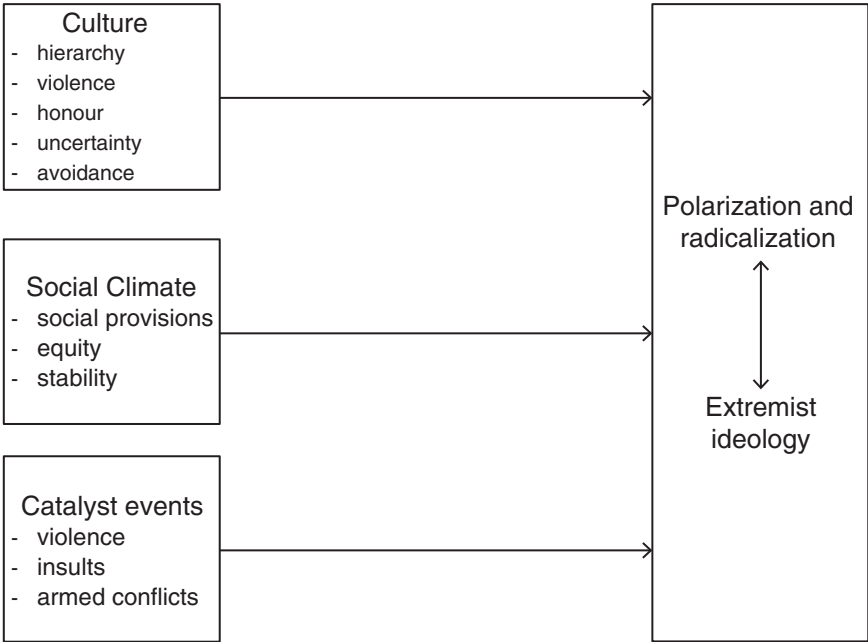 Culture
- hierarchy
- violence
- honour
- uncertainty
- avoidance
Social Climate
- social provisions
- equity
- stability
Catalyst events
- violence
- insults
- armed conflicts
Polarization and
radicalization
Extremist
ideology